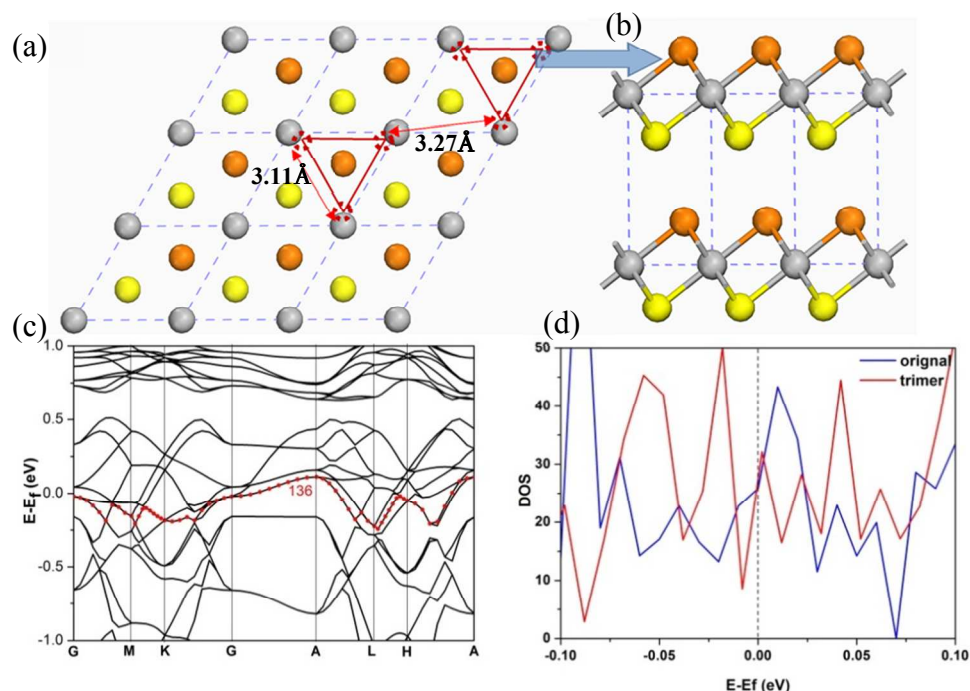 (a)
(b)
3.27Å
3.11Å
(c)
(d)
1.0
0.5
0.0
-0.5
-1.0
E-Ef (eV)
136
G M K G A L H A
50
40
30
20
10
0
DOS
orignal
trimer
-0.10 -0.05 0.00 0.05 0.10
E-Ef (eV)